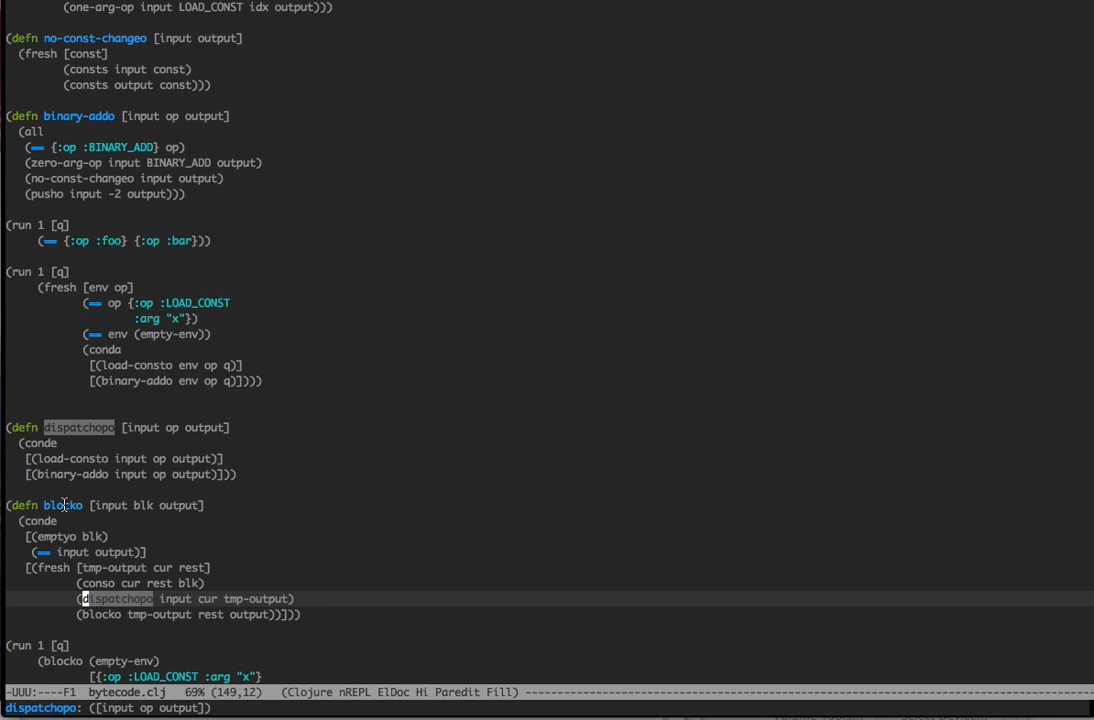 (one-arg-op input LOAD_CONST idx output)))
(defn no-const-changeo [input output]
(fresh [const]
(consts input const)
(consts output const)))
(defn binary-addo [input op output]
(all
(== {:op :BINARY_ADD} op)
(zero-arg-op input BINARY_ADD output)
(no-const-changeo input output)
(pusho input -2 output)))
(run 1 [q]
(== {:op :foo} {:op :bar}))
(run 1 [q]
(fresh [env op]
(== op {:op :LOAD_CONST
:arg "x"})
(== env (empty-env))
(conda
[(load-consto env op q)]
[(binary-addo env op q)])))
(defn dispatchopo [input op output]
(conde
[(load-consto input op output)]
[(binary-addo input op output)]))
(defn blocko [input blk output]
(conde
[(emptyo blk)
(== input output)]
[(fresh [tmp-output cur rest]
(conso cur rest blk)
(dispatchopo input cur tmp-output)
(blocko tmp-output rest output))]))
(run 1 [q]
(blocko (empty-env)
[{:op :LOAD_CONST :arg "x"}
-UUU:----F1 bytecode.clj 69% (149,12) (Clojure nREPL ElDoc Hi Paredit Fill) ----------
dispatchopo: ([input op output])